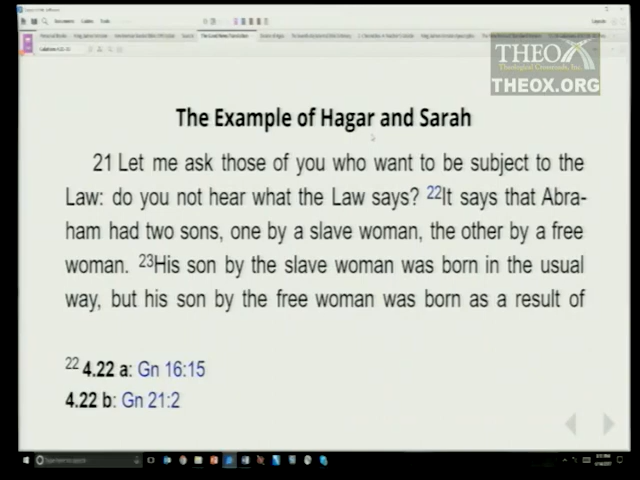 THEOX
Theological Crossroads, Inc.
THEOX.ORG
The Example of Hagar and Sarah
21 Let me ask those of you who want to be subject to the
Law: do you not hear what the Law says? 22It says that Abra-
ham had two sons, one by a slave woman, the other by a free
woman. 23His son by the slave woman was born in the usual
way, but his son by the free woman was born as a result of
22 4.22 a: Gn 16:15
4.22 b: Gn 21:2